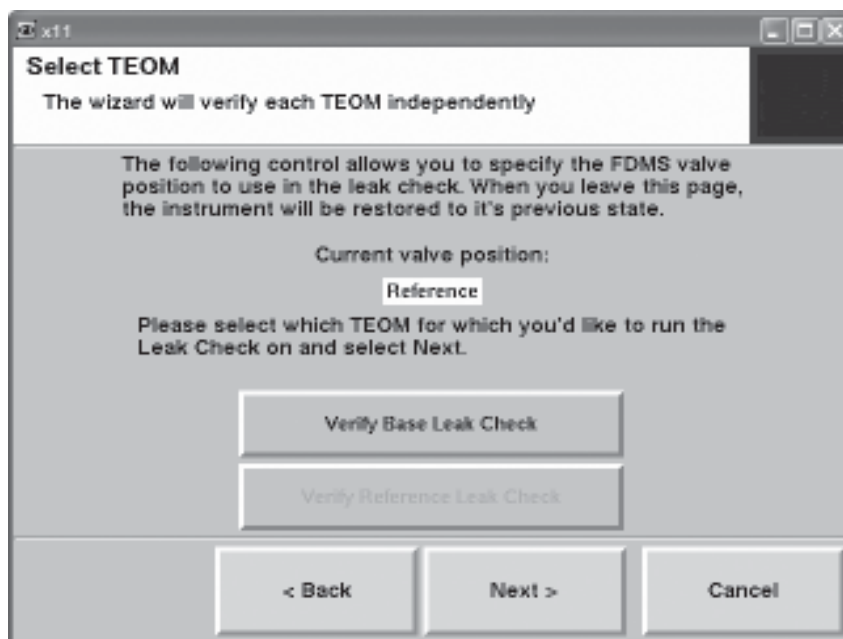 x11
Select TEOM
The wizard will verify each TEOM independently
The following control allows you to specify the FDMS valve
position to use in the leak check. When you leave this page,
the instrument will be restored to it's previous state.
Current valve position:
Reference
Please select which TEOM for which you'd like to run the
Leak Check on and select Next.
Verify Base Leak Check
Verify Reference Leak Check
< Back
Next >
Cancel